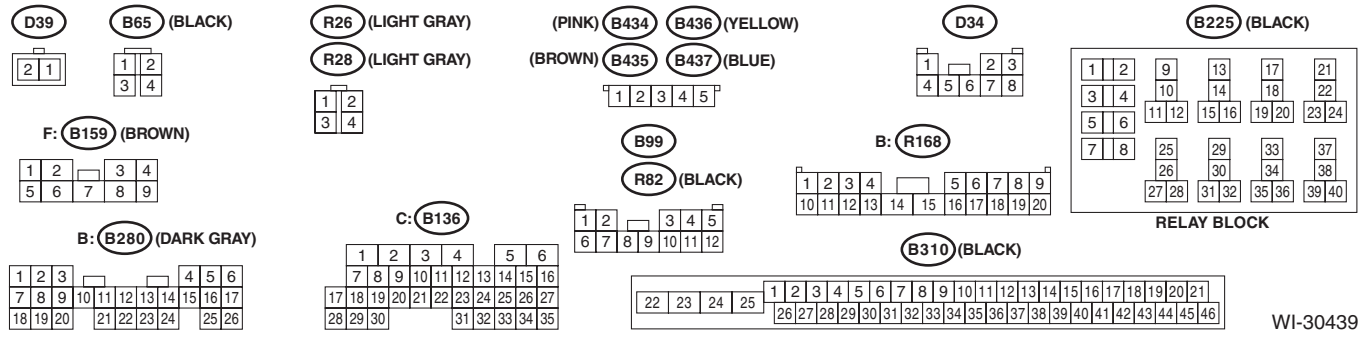 D39
2 1
B65 (BLACK)
1 2
3 4
R26 (LIGHT GRAY)
R28 (LIGHT GRAY)
1 2
3 4
(PINK) B434 B436 (YELLOW)
(BROWN) B435 B437 (BLUE)
1 2 3 4 5
D34
1 2 3
4 5 6 7 8
B225 (BLACK)
1 2 9 13 17 21
3 4 10 14 18 22
11 12 15 16 19 20 23 24
5 6
7 8 25 29 33 37
26 30 34 38
27 28 31 32 35 36 39 40
RELAY BLOCK
F: B159 (BROWN)
1 2 3 4
5 6 7 8 9
B99
R82 (BLACK)
1 2 3 4 5
6 7 8 9 10 11 12
B: R168
1 2 3 4 5 6 7 8 9
10 11 12 13 14 15 16 17 18 19 20
B: B280 (DARK GRAY)
1 2 3 4 5 6
7 8 9 10 11 12 13 14 15 16 17
18 19 20 21 22 23 24 25 26
C: B136
1 2 3 4 5 6
7 8 9 10 11 12 13 14 15 16
17 18 19 20 21 22 23 24 25 26 27
28 29 30 31 32 33 34 35
B310 (BLACK)
22 23 24 25 1 2 3 4 5 6 7 8 9 10 11 12 13 14 15 16 17 18 19 20 21
26 27 28 29 30 31 32 33 34 35 36 37 38 39 40 41 42 43 44 45 46
WI-30439